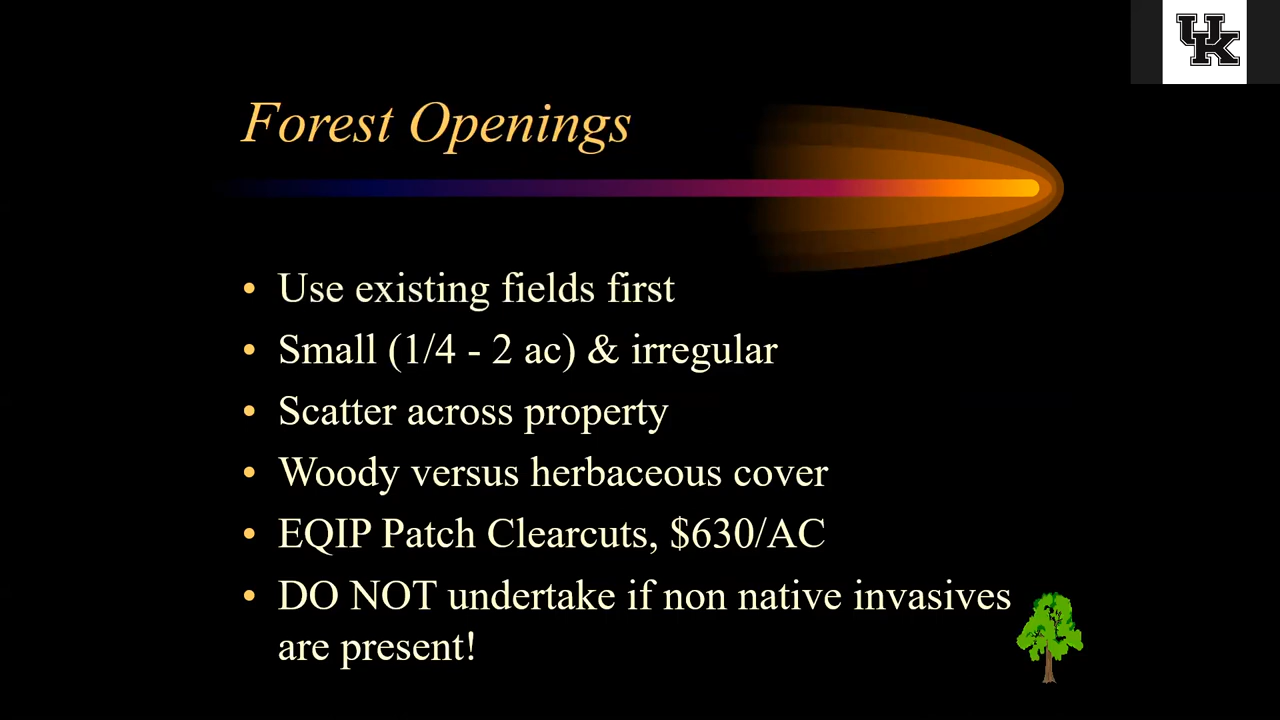 UK
Forest Openings
• Use existing fields first
• Small (1/4 - 2 ac) & irregular
• Scatter across property
• Woody versus herbaceous cover
• EQIP Patch Clearcuts, $630/AC
• DO NOT undertake if non native invasives
are present!